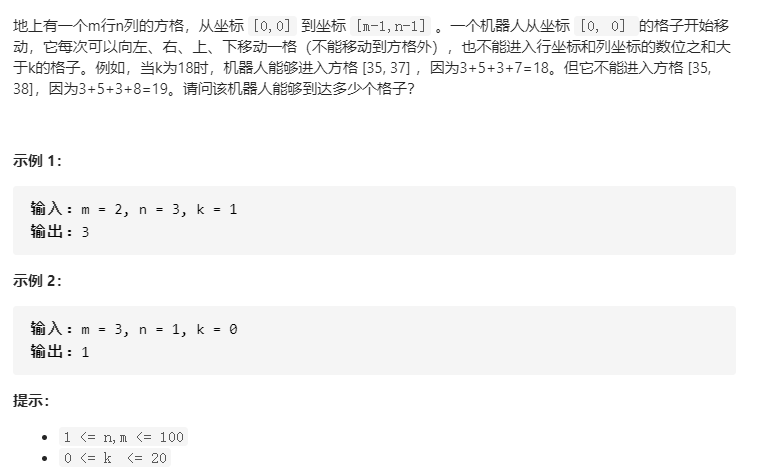 地上有一个m行n列的方格，从坐标 [0,0] 到坐标 [m-1,n-1] 。一个机器人从坐标 [0, 0] 的格子开始移
动，它每次可以向左、右、上、下移动一格（不能移动到方格外），也不能进入行坐标和列坐标的数位之和大
于k的格子。例如，当k为18时，机器人能够进入方格 [35, 37] ，因为3+5+3+7=18。但它不能进入方格 [35,
38]，因为3+5+3+8=19。请问该机器人能够到达多少个格子？
示例 1：
输入：m = 2, n = 3, k = 1
输出：3
示例 2：
输入：m = 3, n = 1, k = 0
输出：1
提示：
• 1 <= n,m <= 100
• 0 <= k <= 20